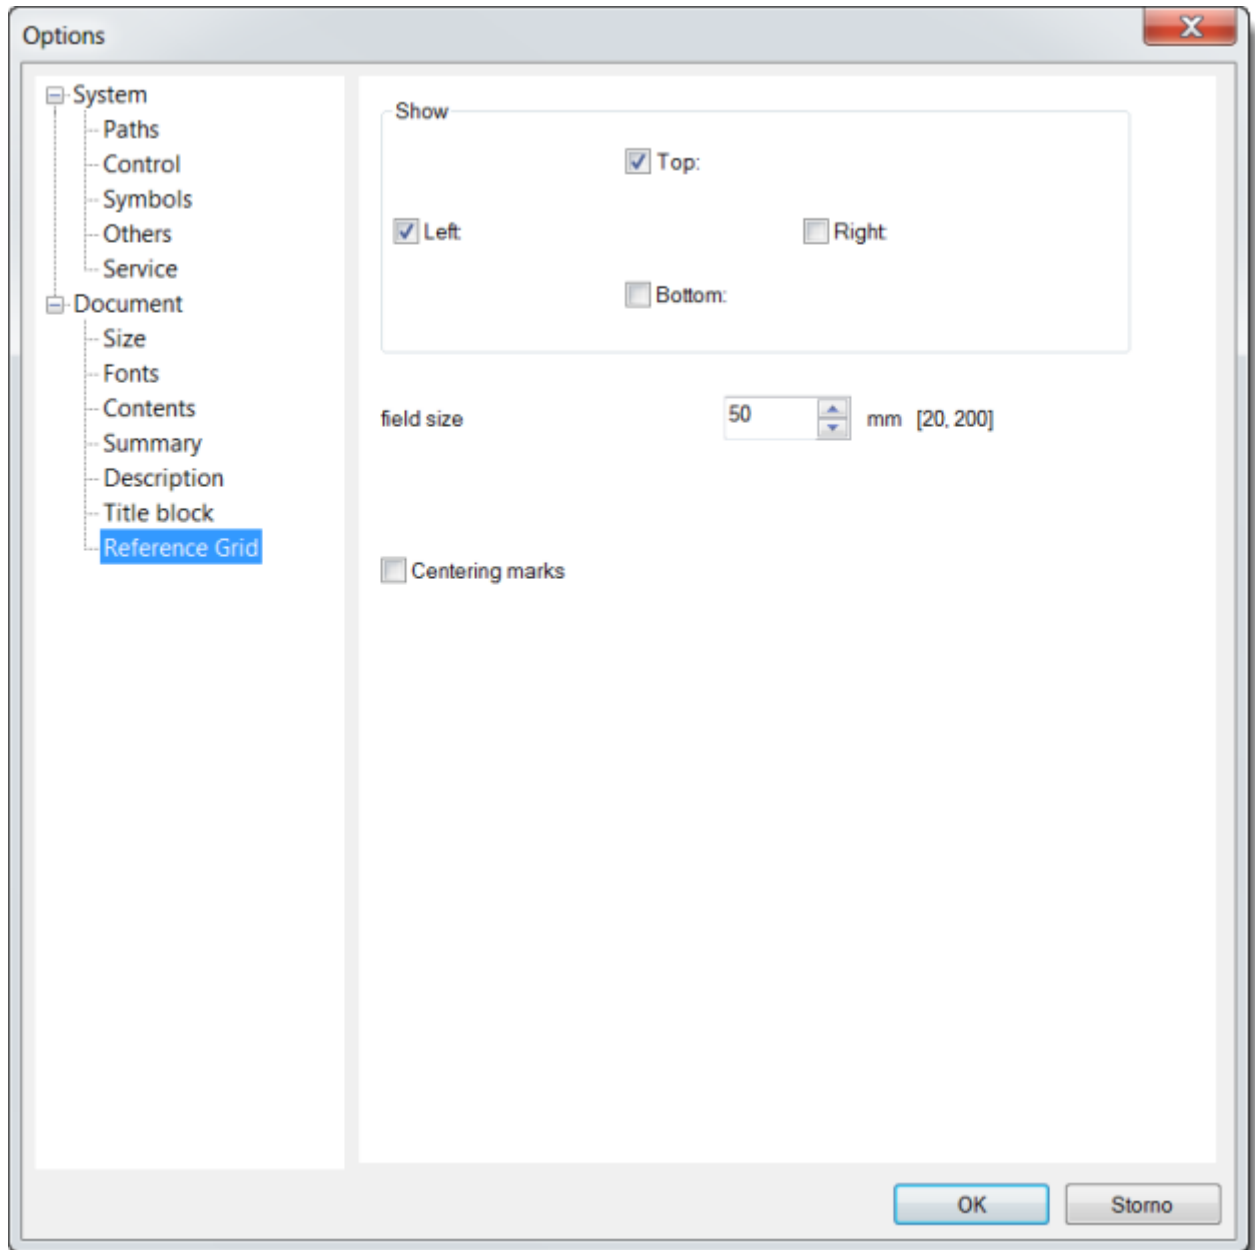 Options
X
System
Paths
Control
Symbols
Others
Service
Document
Size
Fonts
Contents
Summary
Description
Title block
Reference Grid
Show
Top:
Left:
Right:
Bottom:
field size 50 mm [20, 200]
Centering marks
OK Storno